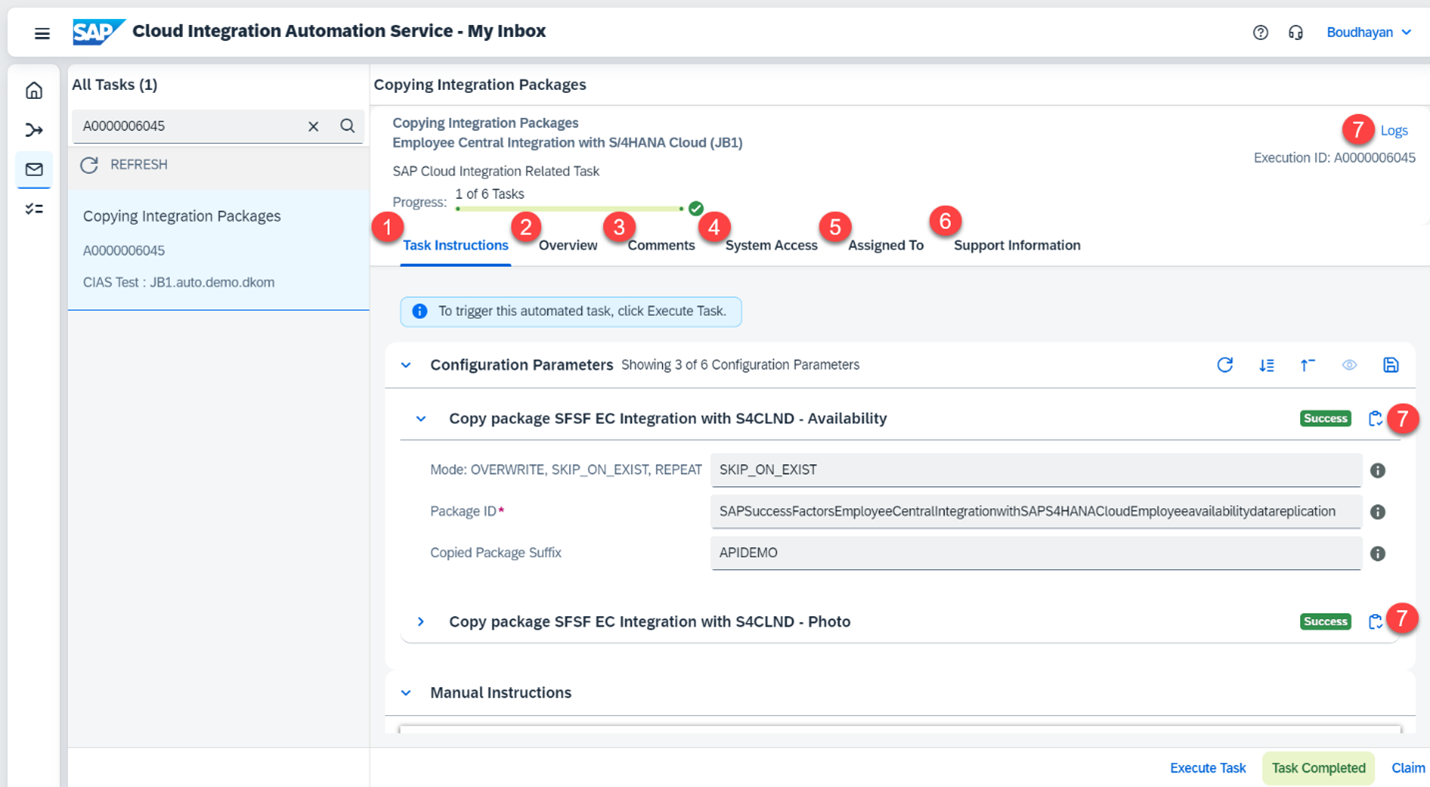 SAP Cloud Integration Automation Service - My Inbox
Boudhayan
All Tasks (1)
A0000006045
REFRESH
Copying Integration Packages
A0000006045
CIAS Test : JB1.auto.demo.dkom
Copying Integration Packages
Copying Integration Packages
Employee Central Integration with S/4HANA Cloud (JB1)
7 Logs
Execution ID: A0000006045
SAP Cloud Integration Related Task
Progress: 1 of 6 Tasks
1 Task Instructions 2 Overview 3 Comments 4 System Access 5 Assigned To 6 Support Information
To trigger this automated task, click Execute Task.
Configuration Parameters Showing 3 of 6 Configuration Parameters
Copy package SFSF EC Integration with S4CLND - Availability Success 7
Mode: OVERWRITE, SKIP_ON_EXIST, REPEAT SKIP_ON_EXIST
Package ID* SAPSuccessFactorsEmployeeCentralIntegrationwithSAPS4HANACloudEmployeeavailabilitydatareplication
Copied Package Suffix APIDEMO
Copy package SFSF EC Integration with S4CLND - Photo Success 7
Manual Instructions
Execute Task Task Completed Claim